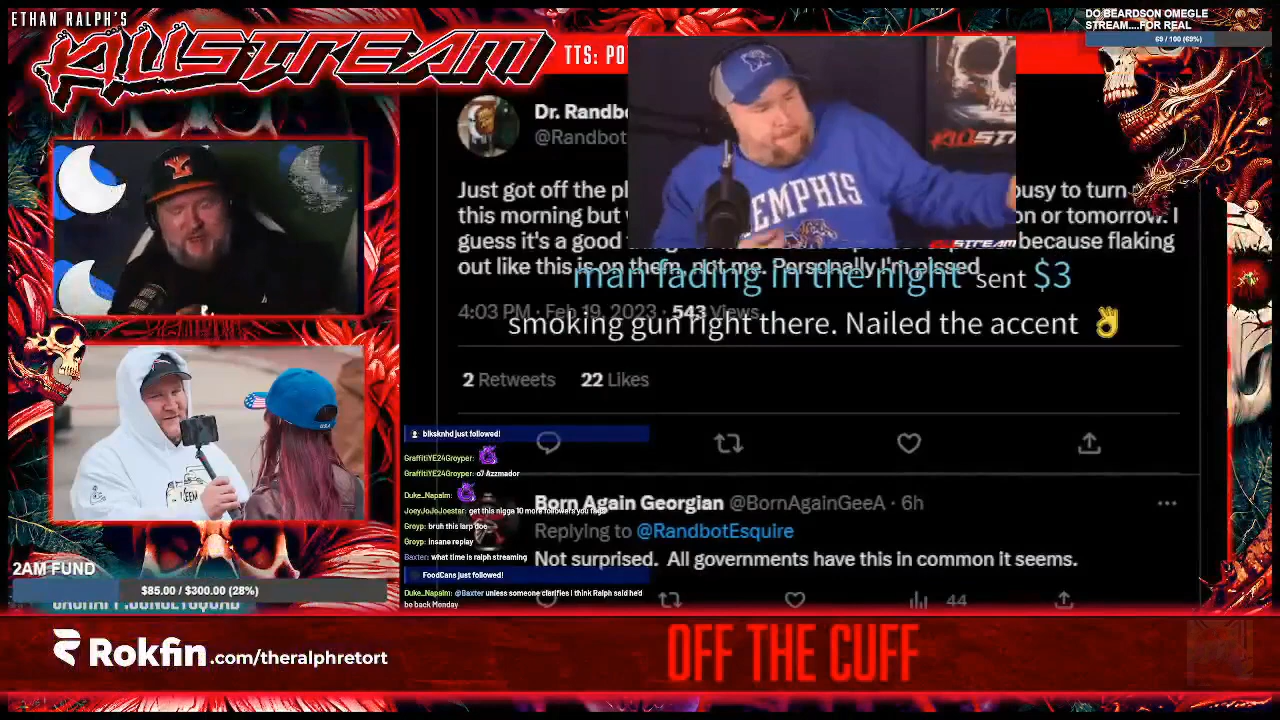 ETHAN RALPH'S
KILLSTREAM
TTS: PO
DO BEARDSON OMEGLE
STREAM....FOR REAL
69 / 100 (69%)
Dr. Randbo
@Randbot
MEMPHIS
Just got off the pl
busy to turn
this morning but
on or tomorrow. I
guess it's a good
because flaking
out like this is on them, not me. Personally I'm pissed
man fading in the night sent $3
4:03 PM · Feb 19, 2023 · 543 Views
smoking gun right there. Nailed the accent 👌
2 Retweets 22 Likes
blksknhd just followed!
GraffitiYE24Groyper:
GraffitiYE24Groyper: o7 Azzmador
Duke_Napalm:
JoeyJoJoJoestar: get this nigga 10 more followers you
Groyp: bruh this larp doc
Groyp: insane replay
Baxter: what time is ralph streaming
FoodCans just followed!
Duke_Napalm: @Baxter unless someone clarifies I think Ralph said he'd
be back Monday
Born Again Georgian @BornAgainGeeA · 6h
Replying to @RandbotEsquire
Not surprised. All governments have this in common it seems.
44
2AM FUND
$85.00 / $300.00 (28%)
Rokfin.com/theralphretort
OFF THE CUFF